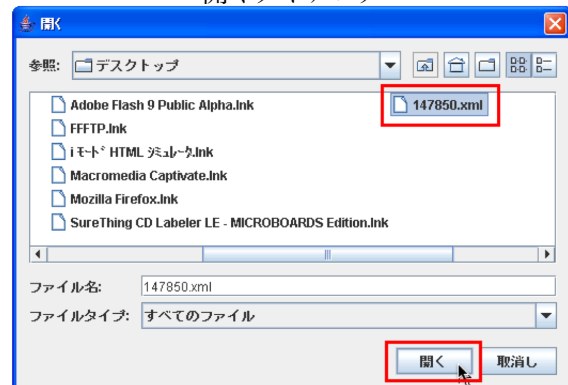 開く
参照: デスクトップ
Adobe Flash 9 Public Alpha.lnk
FFFTP.lnk
iモード HTML シミュレータ.lnk
Macromedia Captivate.lnk
Mozilla Firefox.lnk
SureThing CD Labeler LE - MICROBOARDS Edition.lnk
147850.xml
ファイル名: 147850.xml
ファイルタイプ: すべてのファイル
開く 取消し